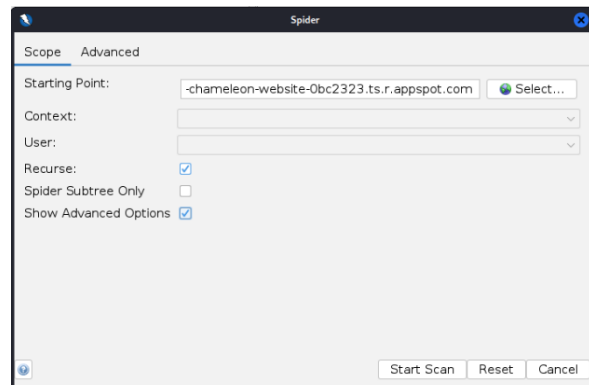 Spider
Scope Advanced
Starting Point: -chameleon-website-0bc2323.ts.r.appspot.com Select...
Context:
User:
Recurse:
Spider Subtree Only
Show Advanced Options
Start Scan Reset Cancel